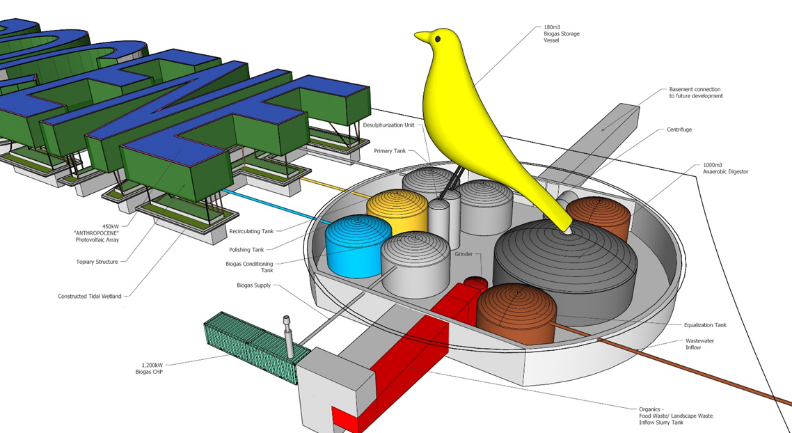 180m3
Biogas Storage
Vessel
Basement connection
to future development
Desulphurization Unit
Centrifuge
Primary Tank
1000m3
Anaerobic Digestor
450kW
"ANTHROPOCENE"
Photovoltaic Array
Recirculating Tank
Polishing Tank
Topiary Structure
Biogas Conditioning
Tank
Grinder
Biogas Supply
Constructed Tidal Wetland
Equalization Tank
Wastewater
Inflow
1,200kW
Biogas CHP
Organics -
Food Waste/ Landscape Waste
Inflow Slurry Tank